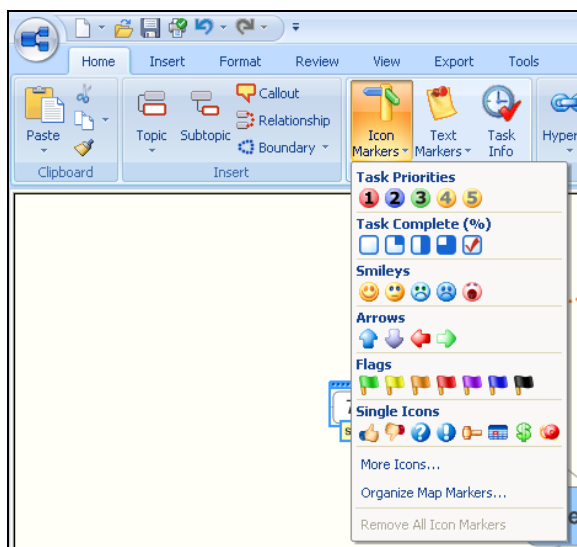 Home Insert Format Review View Export Tools
Callout
Relationship
Boundary
Paste Topic Subtopic Icon Markers Text Markers Task Info
Clipboard Insert
Task Priorities
1 2 3 4 5
Task Complete (%)
Smileys
Arrows
Flags
Single Icons
More Icons...
Organize Map Markers...
Remove All Icon Markers